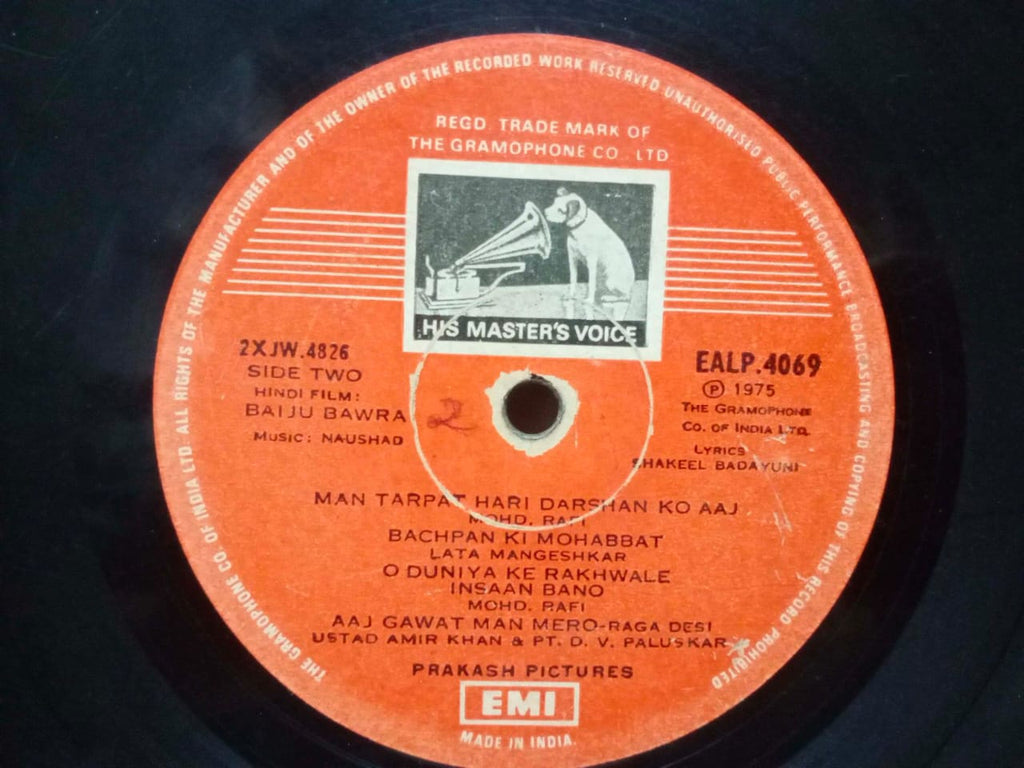 THE GRAMOPHONE CO. OF INDIA LTD. ALL RIGHTS OF THE MANUFACTURER AND OF THE OWNER OF THE RECORDED WORK RESERVED UNAUTHORISED PUBLIC PERFORMANCE BROADCASTING AND COPYING OF THIS RECORD PROHIBITED
REGD. TRADE MARK OF
THE GRAMOPHONE CO. LTD
HIS MASTER'S VOICE
2XJW.4826
SIDE TWO
HINDI FILM:
BAIJU BAWRA
MUSIC: NAUSHAD
2
EALP.4069
Ⓟ 1975
THE GRAMOPHONE
CO. OF INDIA LTD.
LYRICS
SHAKEEL BADAYUNI
MAN TARPAT HARI DARSHAN KO AAJ
MOHD. RAFI
BACHPAN KI MOHABBAT
LATA MANGESHKAR
O DUNIYA KE RAKHWALE
INSAAN BANO
MOHD. RAFI
AAJ GAWAT MAN MERO-RAGA DESI
USTAD AMIR KHAN & PT. D. V. PALUSKAR
PRAKASH PICTURES
EMI
MADE IN INDIA.